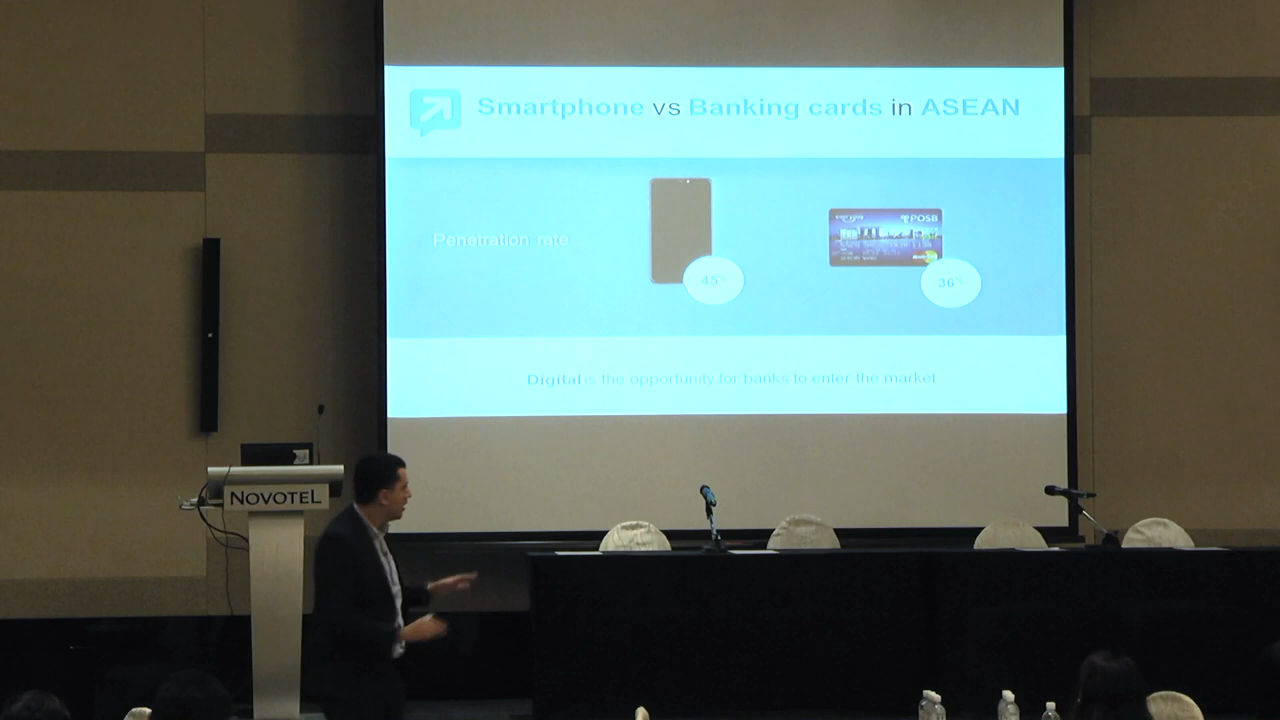 Smartphone vs Banking cards in ASEAN
Penetration rate
POSB
45%
36%
Digital is the opportunity for banks to enter the market
NOVOTEL